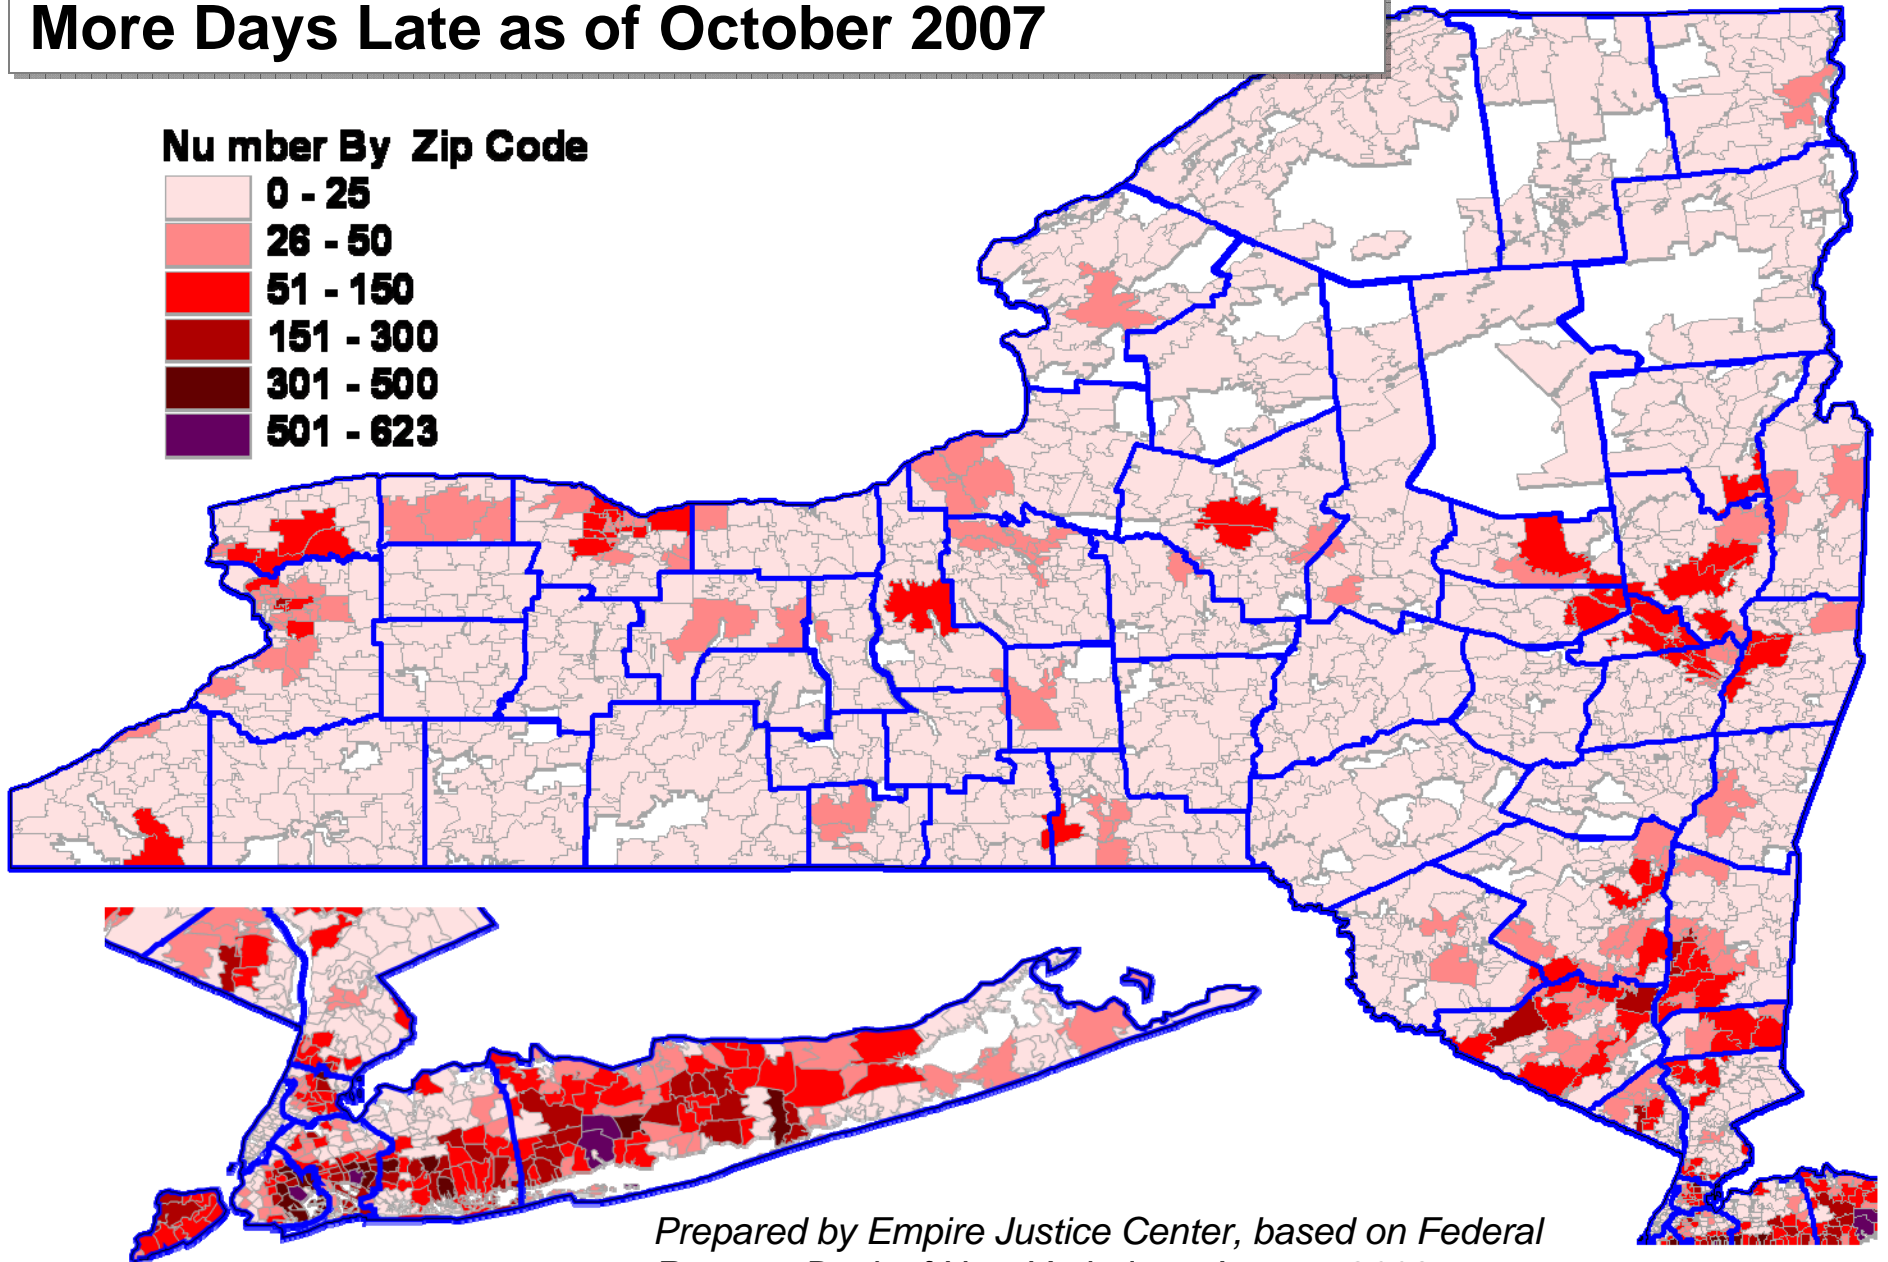 More Days Late as of October 2007
Nu mber By Zip Code
0 - 25
26 - 50
51 - 150
151 - 300
301 - 500
501 - 623
Prepared by Empire Justice Center, based on Federal